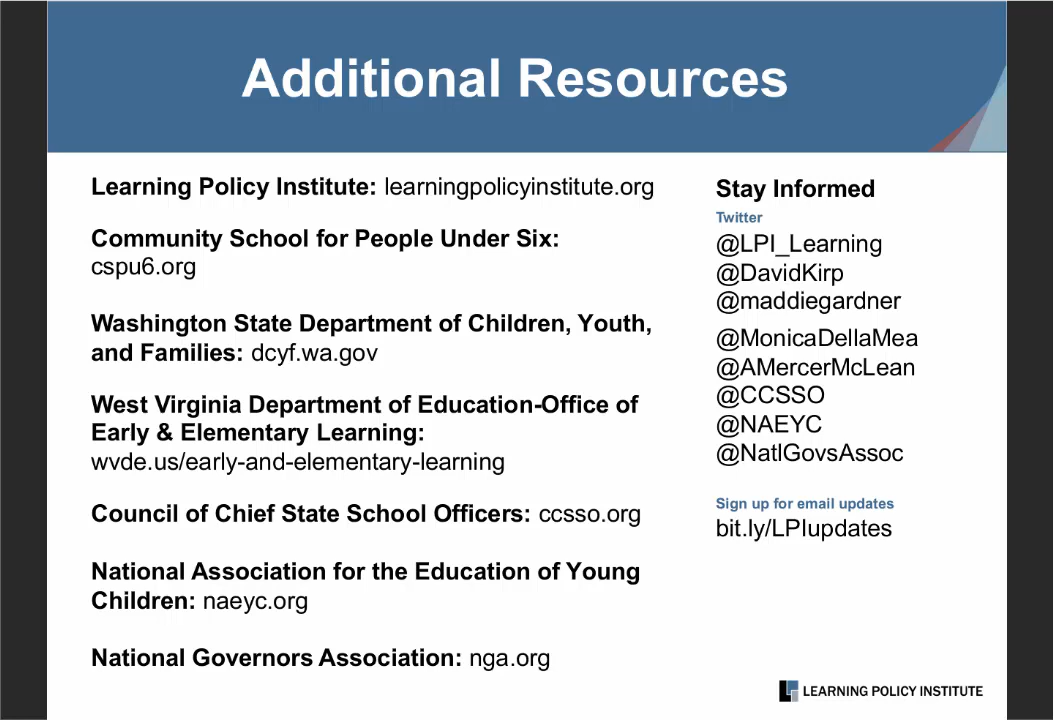 Additional Resources
Learning Policy Institute: learningpolicyinstitute.org
Community School for People Under Six:
cspu6.org
Washington State Department of Children, Youth,
and Families: dcyf.wa.gov
West Virginia Department of Education-Office of
Early & Elementary Learning:
wvde.us/early-and-elementary-learning
Council of Chief State School Officers: ccsso.org
National Association for the Education of Young
Children: naeyc.org
National Governors Association: nga.org
Stay Informed
Twitter
@LPI_Learning
@DavidKirp
@maddiegardner
@MonicaDellaMea
@AMercerMcLean
@CCSSO
@NAEYC
@NatlGovsAssoc
Sign up for email updates
bit.ly/LPIupdates
LEARNING POLICY INSTITUTE